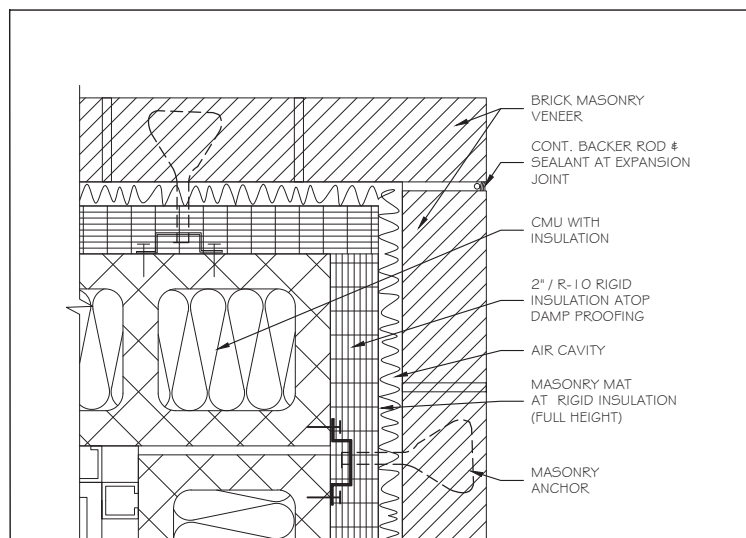 BRICK MASONRY
VENEER
CONT. BACKER ROD &
SEALANT AT EXPANSION
JOINT
CMU WITH
INSULATION
2" / R-10 RIGID
INSULATION ATOP
DAMP PROOFING
AIR CAVITY
MASONRY MAT
AT RIGID INSULATION
(FULL HEIGHT)
MASONRY
ANCHOR